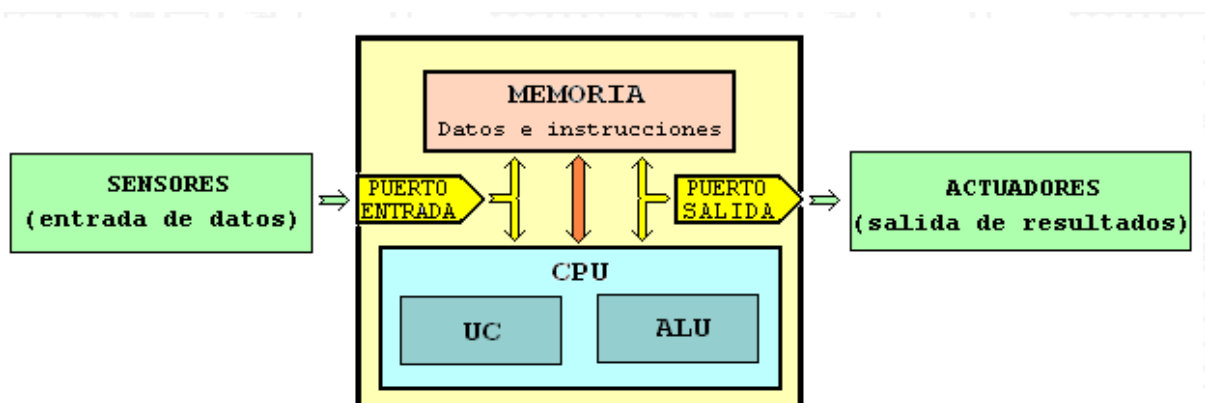 MEMORIA
Datos e instrucciones
SENSORES
(entrada de datos)
PUERTO
ENTRADA
PUERTO
SALIDA
ACTUADORES
(salida de resultados)
CPU
UC
ALU